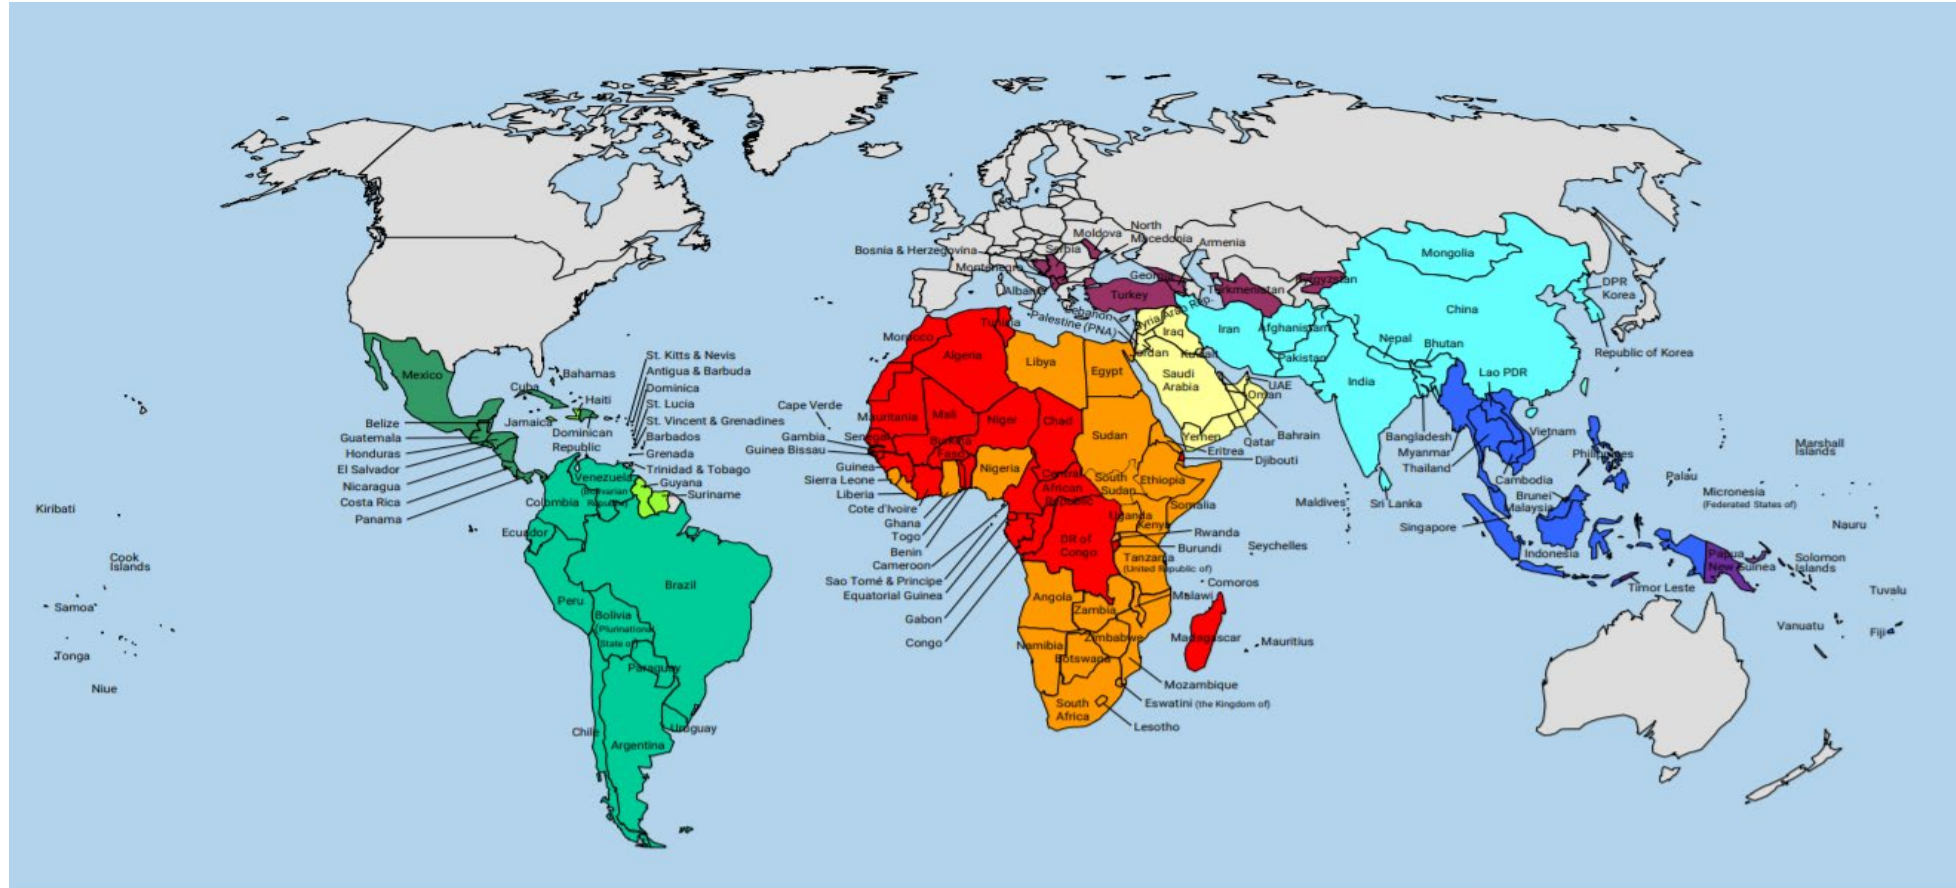 North
Macedonia
Moldova
Armenia
Bosnia & Herzegovina
Serbia
Montenegro
Georgia
Albania
Turkey
Turkmenistan
Kyrgyzstan
Mongolia
DPR
Korea
China
Republic of Korea
Lebanon
Palestine (PNA)
Syria Arab Rep.
Iraq
Iran
Afghanistan
Jordan
Kuwait
Pakistan
Nepal
Bhutan
India
Lao PDR
Saudi
Arabia
UAE
Oman
Yemen
Qatar
Bahrain
Eritrea
Djibouti
Bangladesh
Myanmar
Thailand
Vietnam
Philippines
Cambodia
Brunei
Malaysia
Singapore
Indonesia
Maldives
Sri Lanka
Palau
Marshall
Islands
Micronesia
(Federated States of)
Nauru
Papua
New Guinea
Solomon
Islands
Timor Leste
Tuvalu
Vanuatu
Fiji
Morocco
Tunisia
Algeria
Libya
Egypt
Mauritania
Mali
Niger
Chad
Sudan
Cape Verde
Senegal
Gambia
Guinea Bissau
Burkina
Faso
Guinea
Sierra Leone
Liberia
Cote d'Ivoire
Ghana
Togo
Benin
Cameroon
Sao Tomé & Principe
Equatorial Guinea
Gabon
Congo
Nigeria
Central
African
Republic
South
Sudan
Ethiopia
Somalia
Uganda
Kenya
Rwanda
Burundi
Seychelles
DR of
Congo
Tanzania
(United Republic of)
Comoros
Malawi
Angola
Zambia
Zimbabwe
Madagascar
Mauritius
Namibia
Botswana
Mozambique
Eswatini (the Kingdom of)
South
Africa
Lesotho
Mexico
Cuba
Bahamas
Haiti
Jamaica
Dominican
Republic
St. Kitts & Nevis
Antigua & Barbuda
Dominica
St. Lucia
St. Vincent & Grenadines
Barbados
Grenada
Trinidad & Tobago
Guyana
Suriname
Belize
Guatemala
Honduras
El Salvador
Nicaragua
Costa Rica
Panama
Venezuela
(Bolivarian
Republic)
Colombia
Ecuador
Brazil
Peru
Bolivia
(Plurinational
State of)
Paraguay
Chile
Uruguay
Argentina
Kiribati
Cook
Islands
Samoa
Tonga
Niue